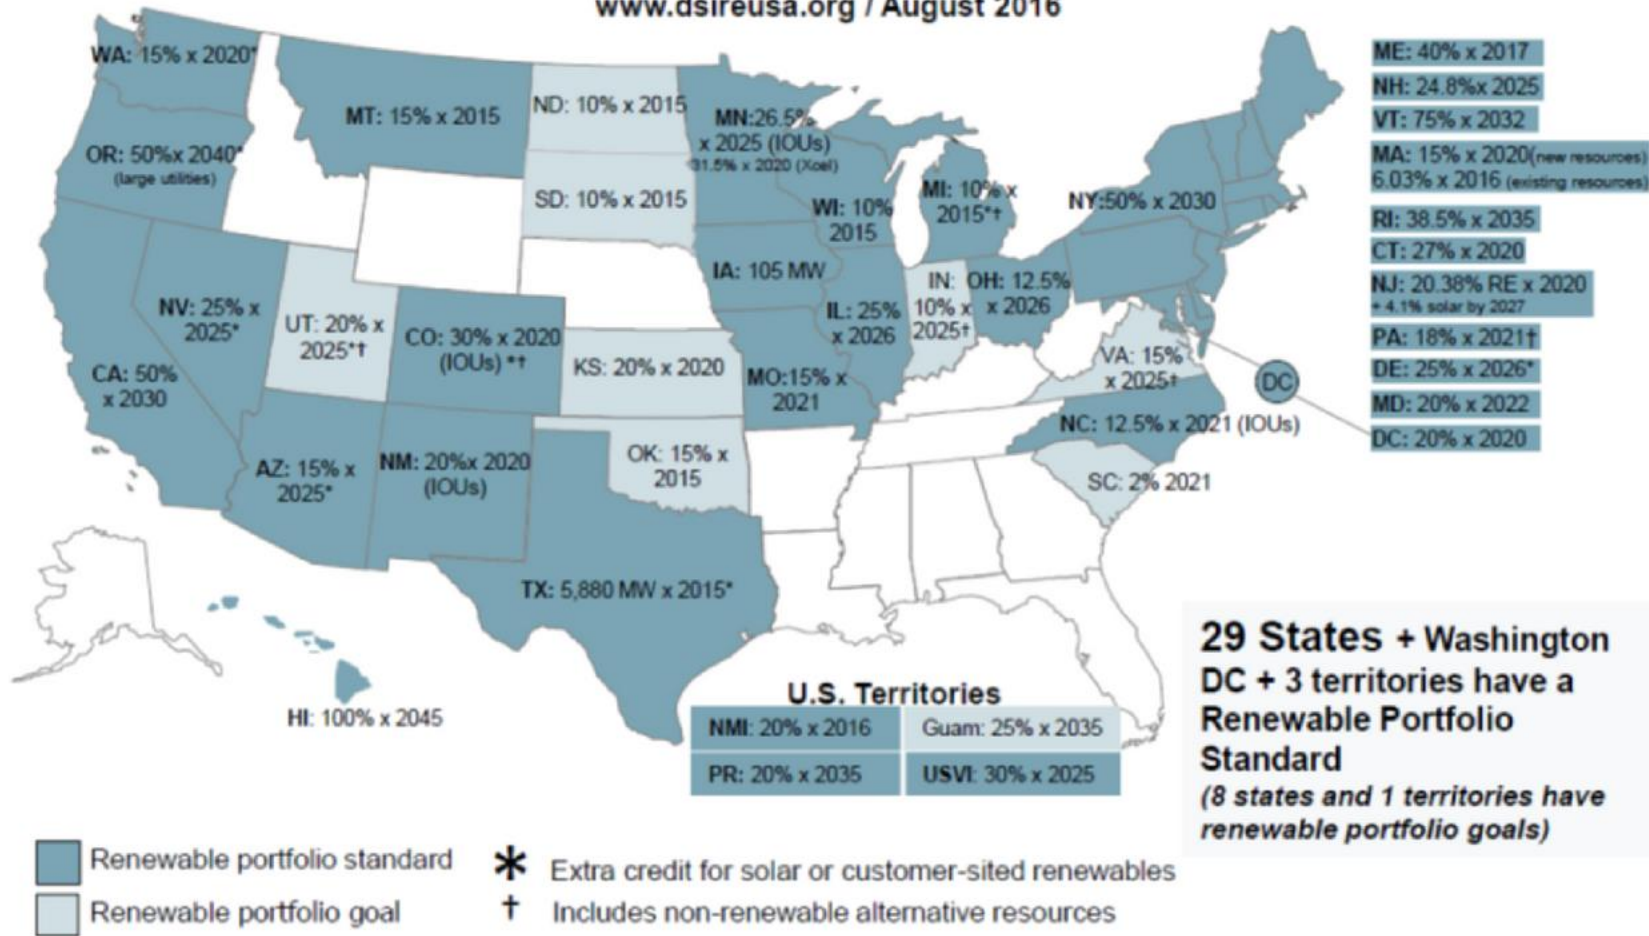 www.dsireusa.org / August 2016
WA: 15% x 2020*
MT: 15% x 2015
ND: 10% x 2015
MN:26.5%
x 2025 (IOUs)
31.5% x 2020 (Xcel)
OR: 50%x 2040*
(large utilities)
SD: 10% x 2015
WI: 10%
2015
MI: 10% x
2015*†
NY:50% x 2030
IA: 105 MW
NV: 25% x
2025*
UT: 20% x
2025*†
CO: 30% x 2020
(IOUs) *†
IL: 25%
x 2026
IN:
10% x
2025†
OH: 12.5%
x 2026
CA: 50%
x 2030
KS: 20% x 2020
MO:15% x
2021
VA: 15%
x 2025†
DC
NC: 12.5% x 2021 (IOUs)
AZ: 15% x
2025*
NM: 20%x 2020
(IOUs)
OK: 15% x
2015
SC: 2% 2021
TX: 5,880 MW x 2015*
HI: 100% x 2045
ME: 40% x 2017
NH: 24.8%x 2025
VT: 75% x 2032
MA: 15% x 2020(new resources)
6.03% x 2016 (existing resources)
RI: 38.5% x 2035
CT: 27% x 2020
NJ: 20.38% RE x 2020
+ 4.1% solar by 2027
PA: 18% x 2021†
DE: 25% x 2026*
MD: 20% x 2022
DC: 20% x 2020
U.S. Territories
NMI: 20% x 2016
Guam: 25% x 2035
PR: 20% x 2035
USVI: 30% x 2025
29 States + Washington
DC + 3 territories have a
Renewable Portfolio
Standard
(8 states and 1 territories have
renewable portfolio goals)
Renewable portfolio standard
* Extra credit for solar or customer-sited renewables
Renewable portfolio goal
† Includes non-renewable alternative resources